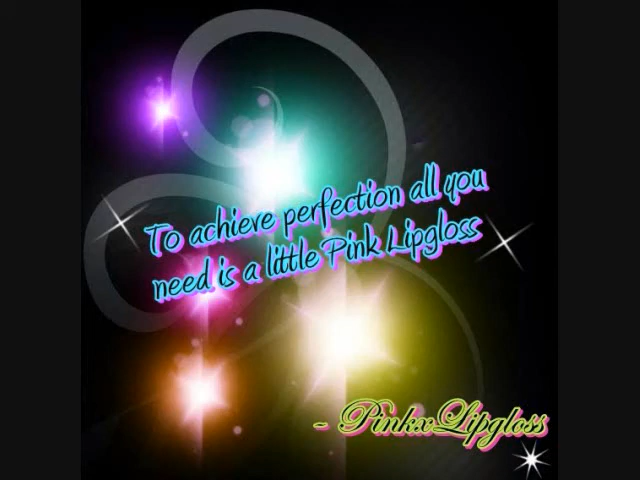 To achieve perfection all you
need is a little Pink Lipgloss
- PinkxLipgloss